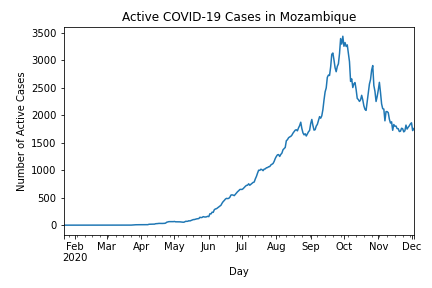 Active COVID-19 Cases in Mozambique
3500
3000
2500
2000
1500
1000
500
0
Number of Active Cases
Feb Mar Apr May Jun Jul Aug Sep Oct Nov Dec
2020
Day